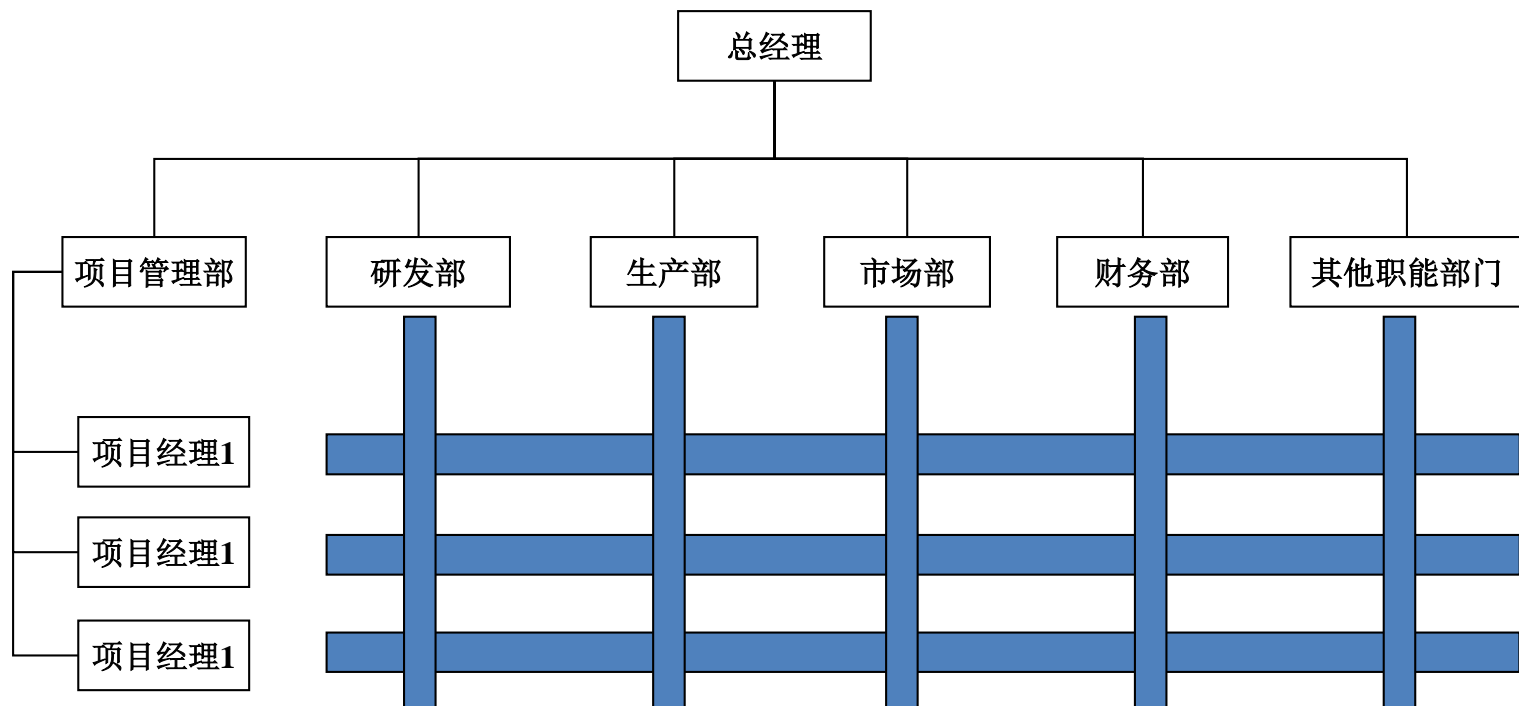 总经理
项目管理部
研发部
生产部
市场部
财务部
其他职能部门
项目经理1
项目经理1
项目经理1